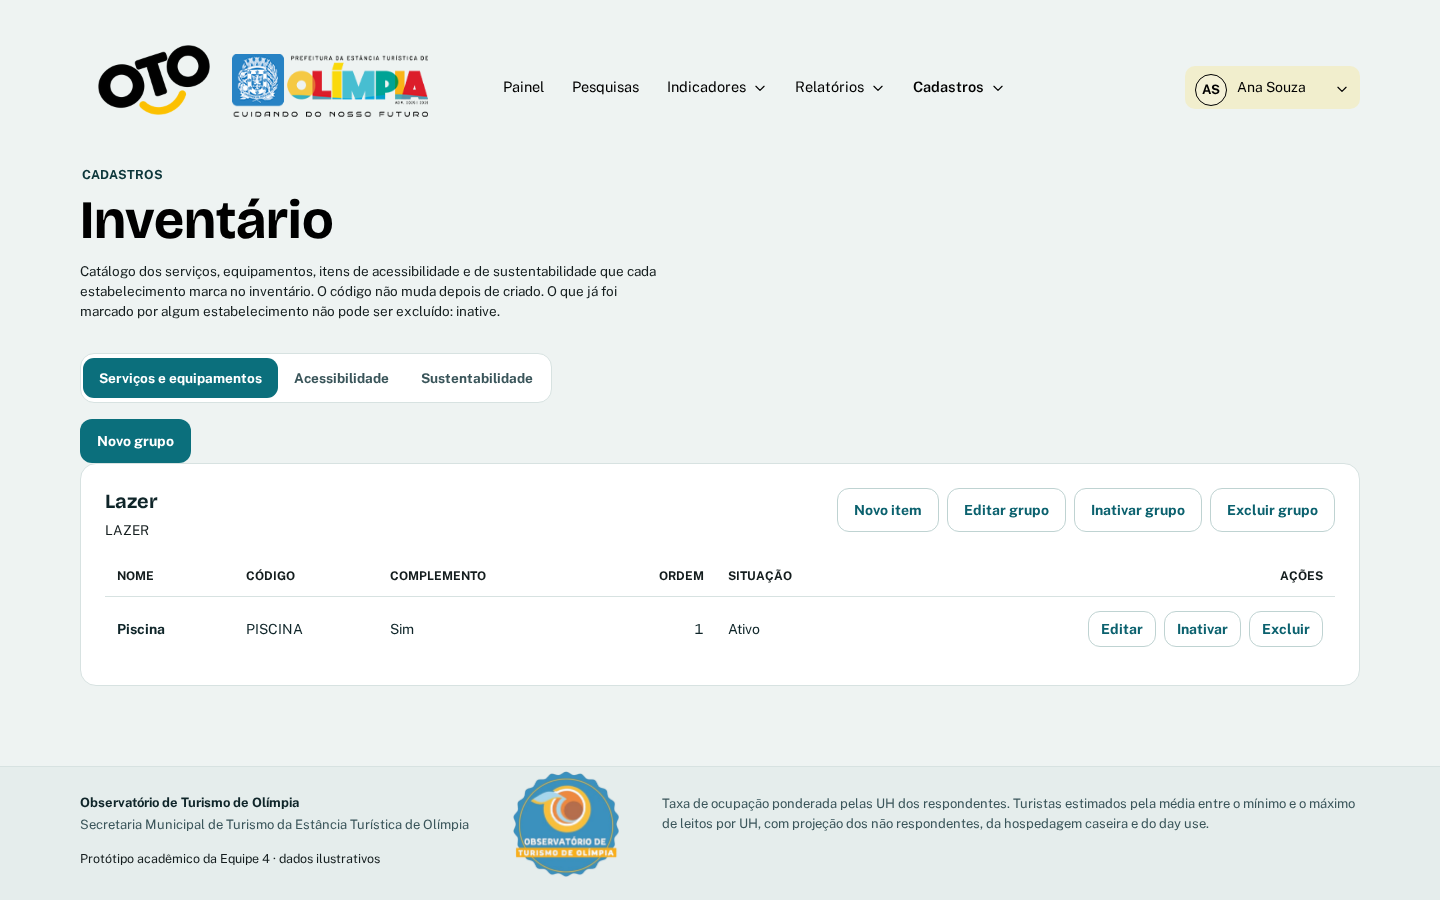 OTO
PREFEITURA DA ESTÂNCIA TURÍSTICA DE
OLÍMPIA
CUIDANDO DO NOSSO FUTURO
Painel
Pesquisas
Indicadores
Relatórios
Cadastros
AS
Ana Souza
CADASTROS
Inventário
Catálogo dos serviços, equipamentos, itens de acessibilidade e de sustentabilidade que cada
estabelecimento marca no inventário. O código não muda depois de criado. O que já foi
marcado por algum estabelecimento não pode ser excluído: inative.
Serviços e equipamentos
Acessibilidade
Sustentabilidade
Novo grupo
Lazer
LAZER
Novo item
Editar grupo
Inativar grupo
Excluir grupo
NOME CÓDIGO COMPLEMENTO ORDEM SITUAÇÃO AÇÕES
Piscina PISCINA Sim 1 Ativo Editar Inativar Excluir
Observatório de Turismo de Olímpia
Secretaria Municipal de Turismo da Estância Turística de Olímpia
Protótipo acadêmico da Equipe 4 · dados ilustrativos
OBSERVATÓRIO DE
TURISMO DE OLÍMPIA
Taxa de ocupação ponderada pelas UH dos respondentes. Turistas estimados pela média entre o mínimo e o máximo
de leitos por UH, com projeção dos não respondentes, da hospedagem caseira e do day use.